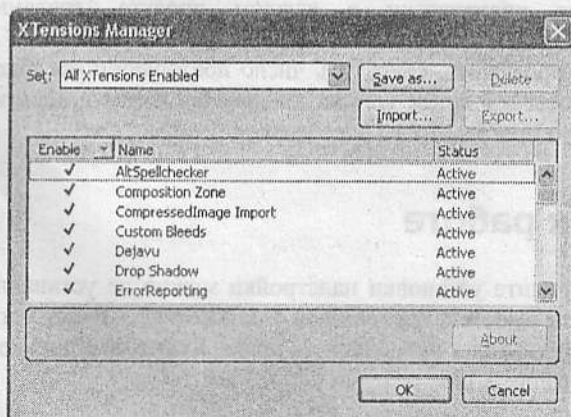 XTensions Manager
Set: All XTensions Enabled Save as... Delete
Import... Export...
Enable Name Status
AltSpellchecker Active
Composition Zone Active
CompressedImage Import Active
Custom Bleeds Active
Dejavu Active
Drop Shadow Active
ErrorReporting Active
About
OK Cancel